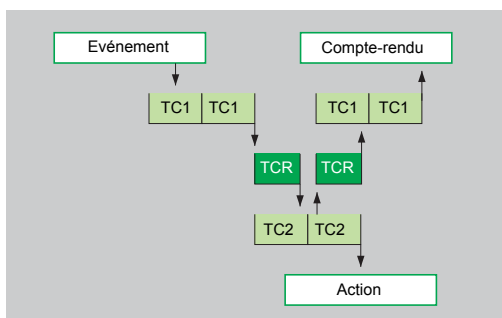 Evénement
Compte-rendu
TC1 TC1
TC1 TC1
TCR
TCR
TC2 TC2
Action